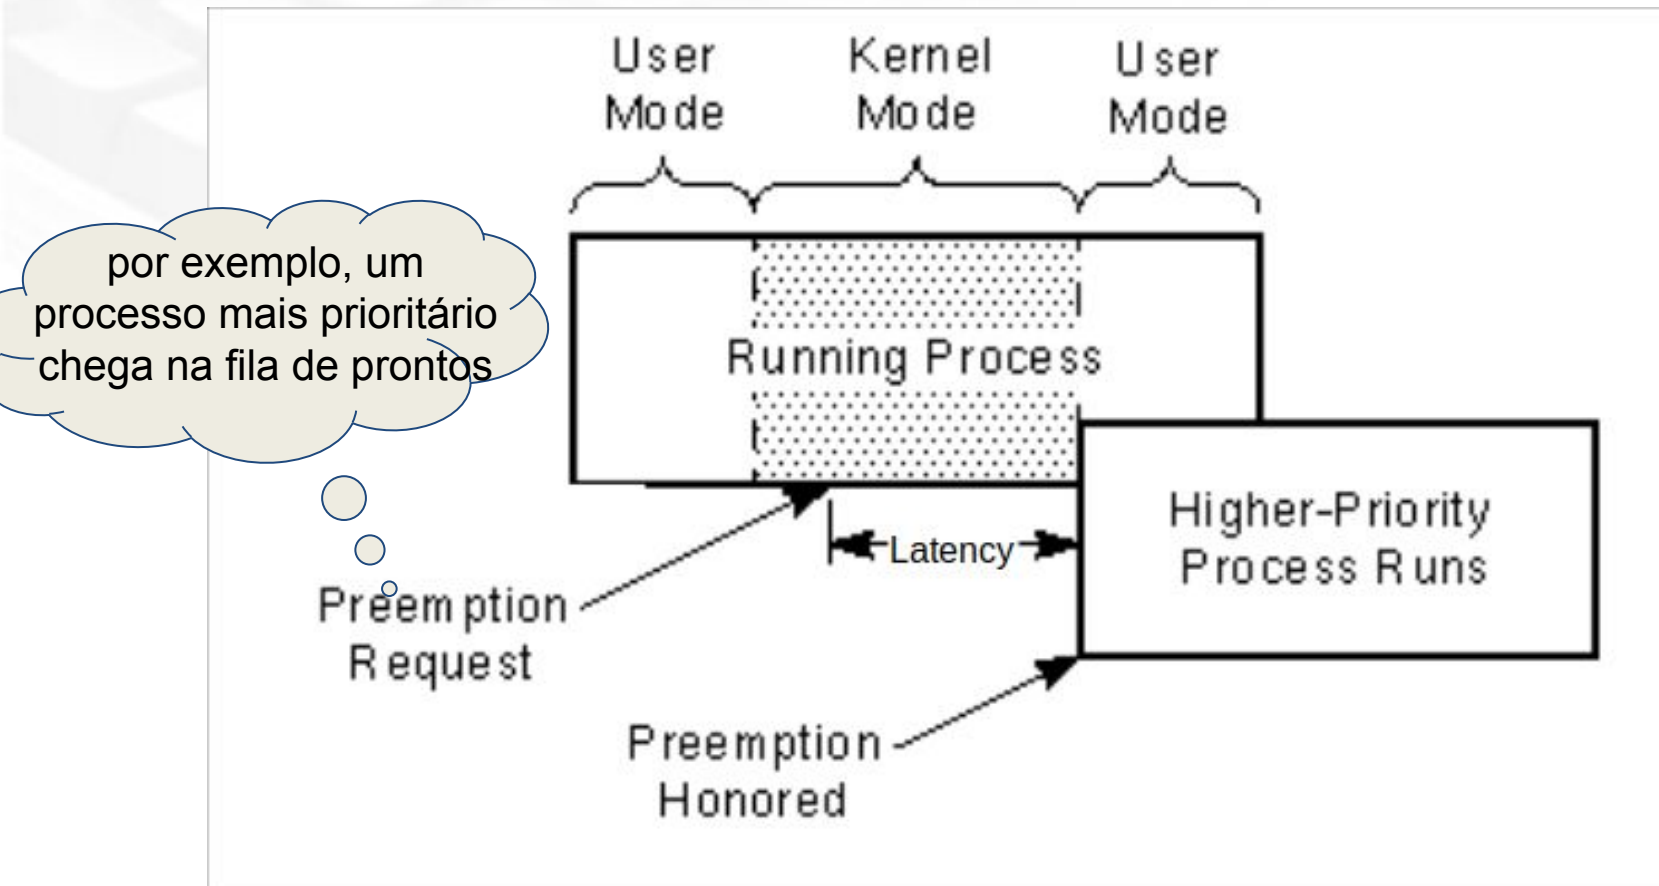 User
Mode
Kernel
Mode
User
Mode
por exemplo, um
processo mais prioritário
chega na fila de prontos
Running Process
Latency
Higher-Priority
Process Runs
Preemption
Request
Preemption
Honored